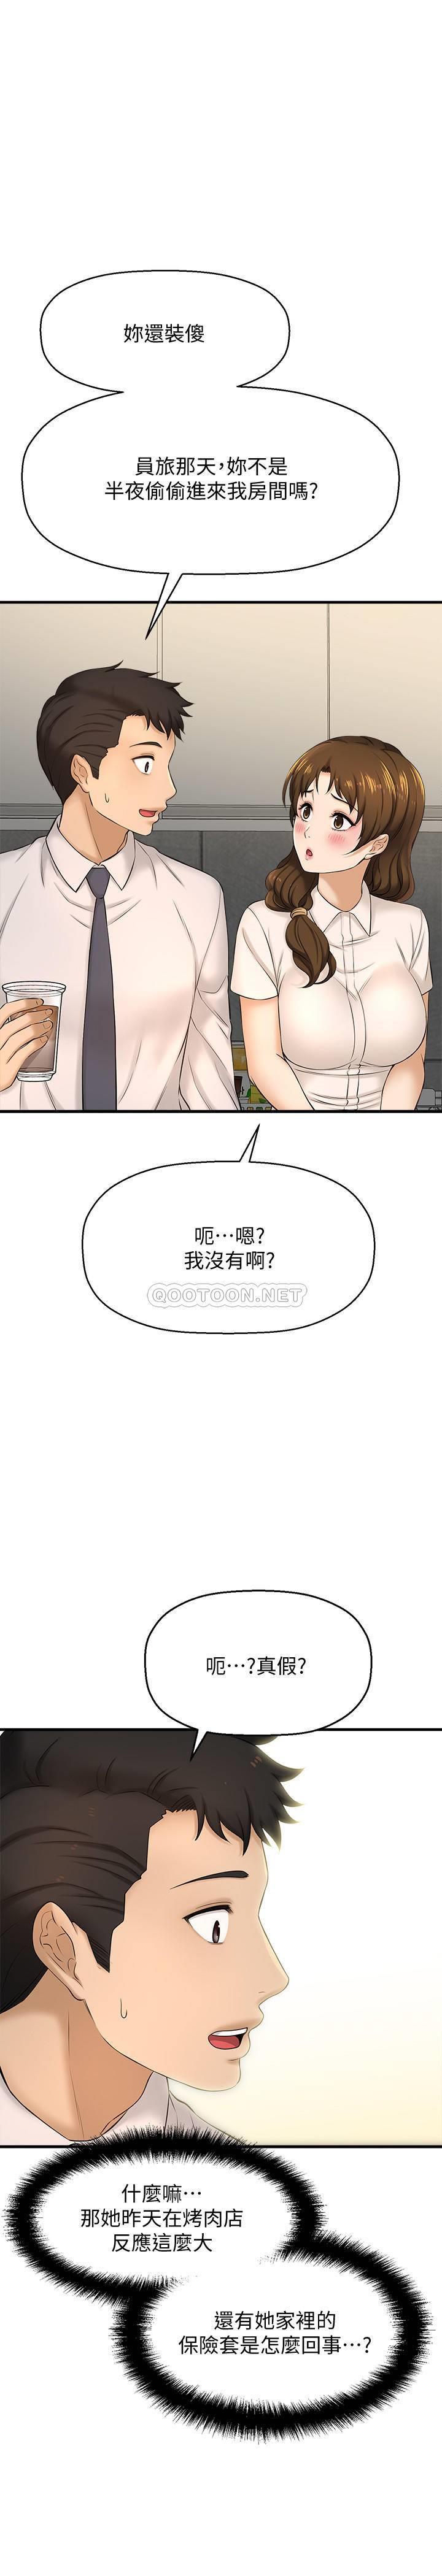 妳還裝傻
員旅那天,妳不是
半夜偷偷進來我房間嗎?
呃⋯嗯?
我沒有啊?
QOOTOON.NET
呃⋯?真假?
什麼嘛⋯
那她昨天在烤肉店
反應這麼大
還有她家裡的
保險套是怎麼回事⋯?